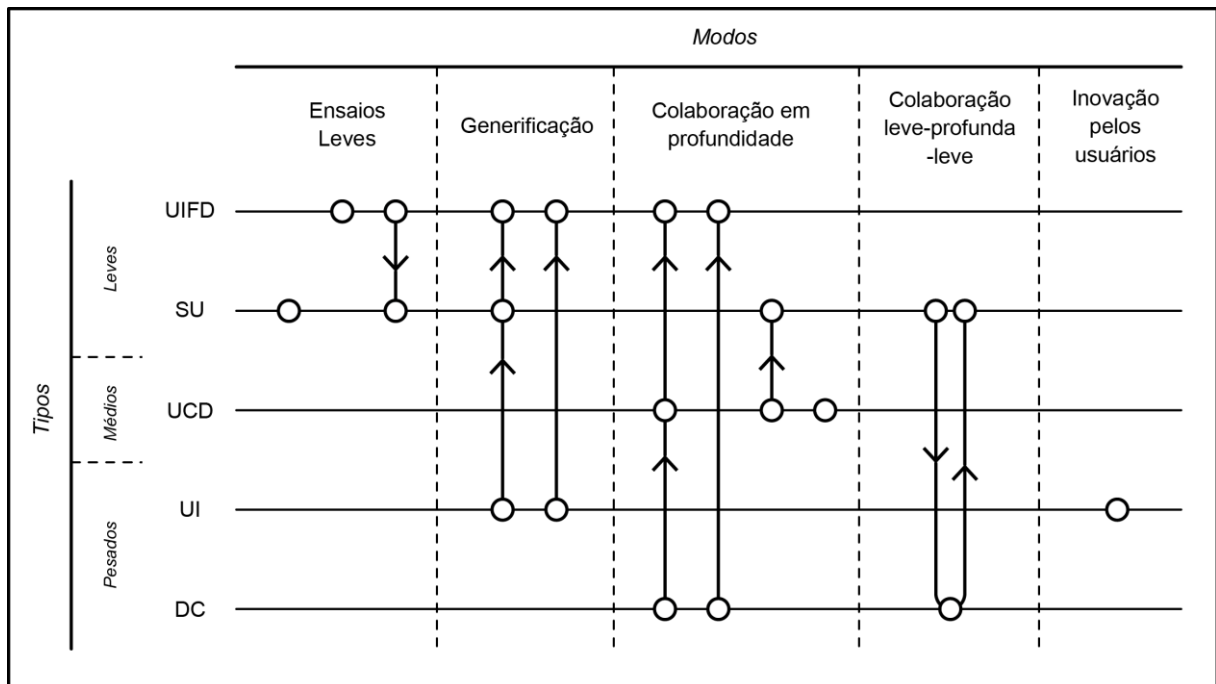 Modos
Ensaios
Leves
Generificação
Colaboração em
profundidade
Colaboração
leve-profunda
-leve
Inovação
pelos
usuários
Tipos
Leves
Médios
Pesados
UIFD
SU
UCD
UI
DC